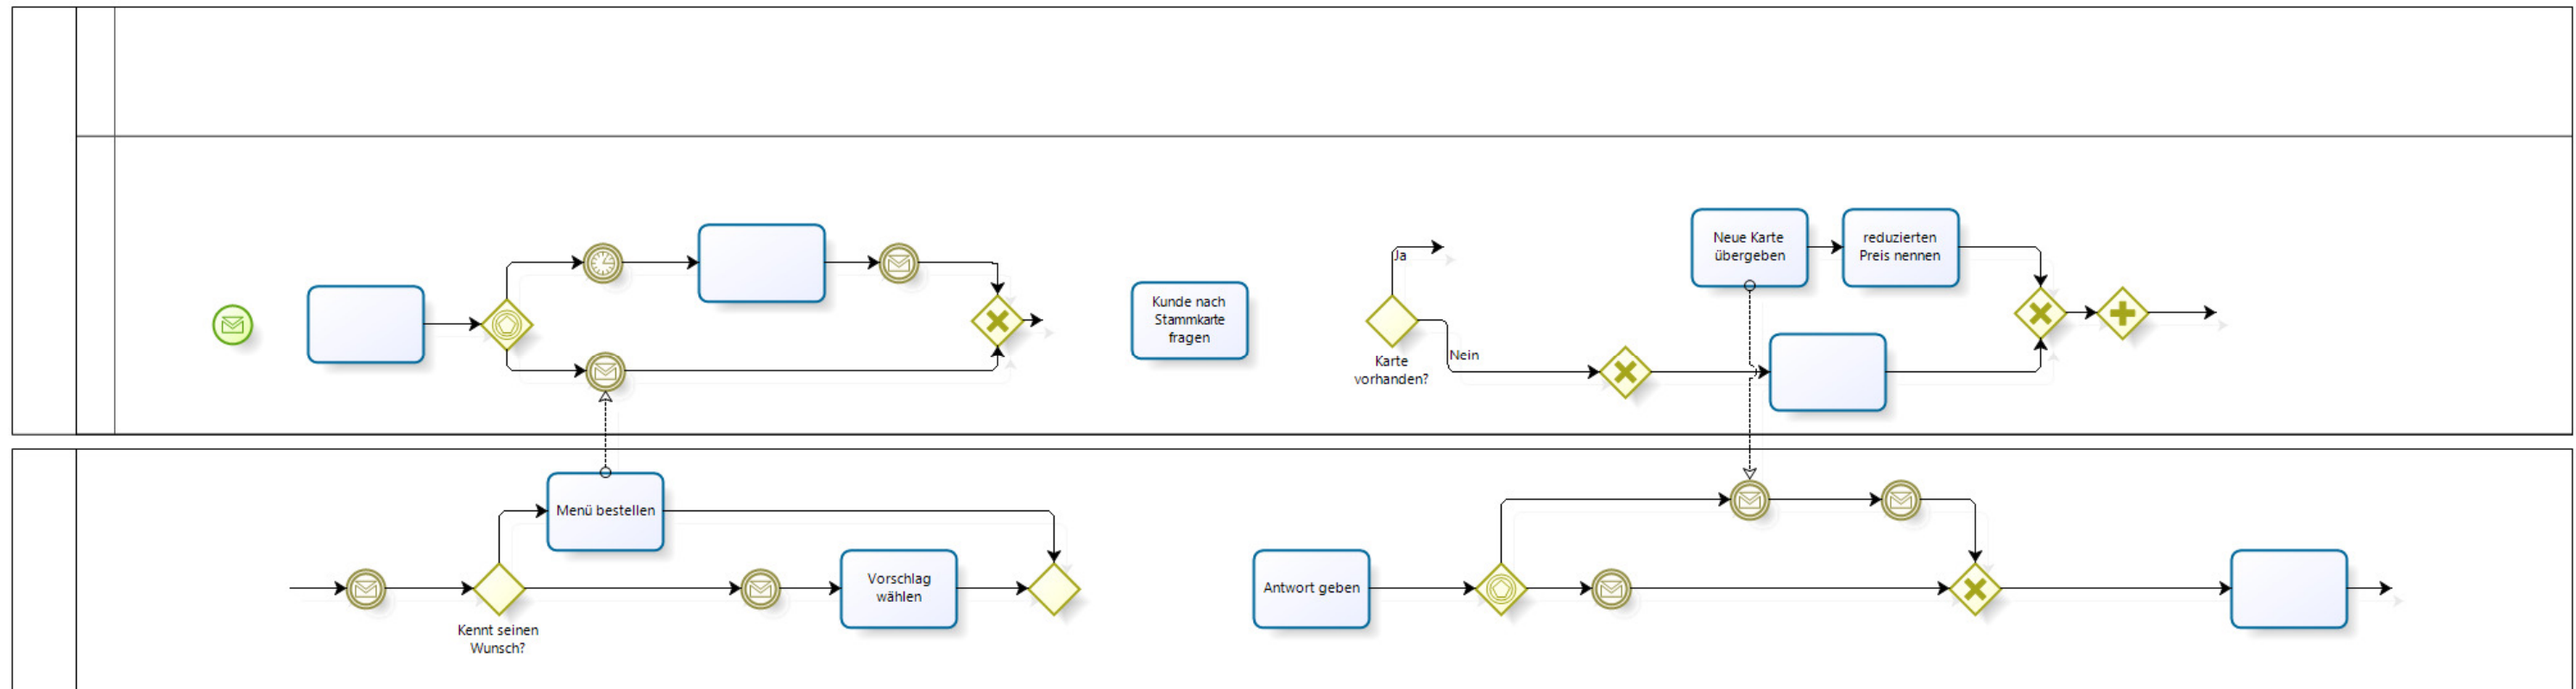 Neue Karte
übergeben
reduzierten
Preis nennen
Ja
Kunde nach
Stammkarte
fragen
Nein
Karte
vorhanden?
Menü bestellen
Vorschlag
wählen
Antwort geben
Kennt seinen
Wunsch?